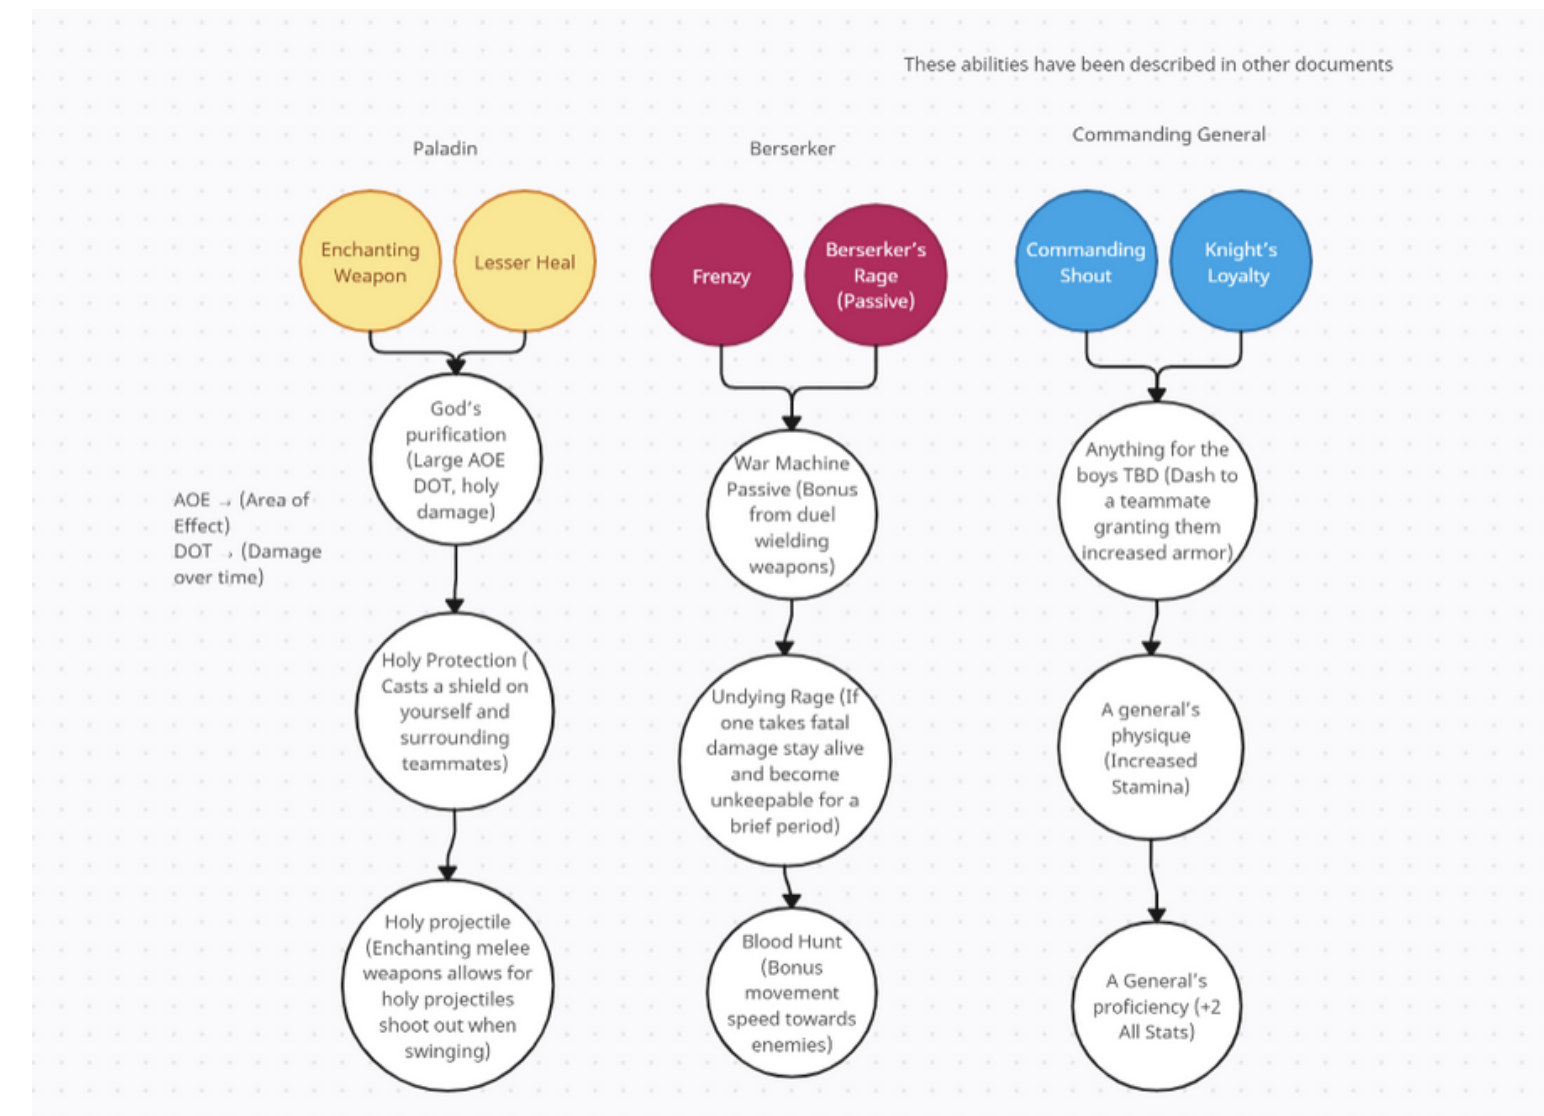 These abilities have been described in other documents
Paladin
Berserker
Commanding General
Enchanting
Weapon
Lesser Heal
Frenzy
Berserker's
Rage
(Passive)
Commanding
Shout
Knight's
Loyalty
God's
purification
(Large AOE
DOT, holy
damage)
AOE → (Area of
Effect)
DOT → (Damage
over time)
War Machine
Passive (Bonus
from duel
wielding
weapons)
Anything for the
boys TBD (Dash to
a teammate
granting them
increased armor)
Holy Protection (
Casts a shield on
yourself and
surrounding
teammates)
Undying Rage (If
one takes fatal
damage stay alive
and become
unkeepable for a
brief period)
A general's
physique
(Increased
Stamina)
Holy projectile
(Enchanting melee
weapons allows for
holy projectiles
shoot out when
swinging)
Blood Hunt
(Bonus
movement
speed towards
enemies)
A General's
proficiency (+2
All Stats)